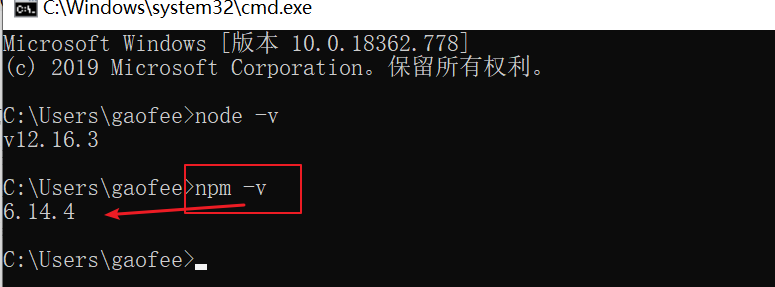 C:\Windows\system32\cmd.exe
Microsoft Windows [版本 10.0.18362.778]
(c) 2019 Microsoft Corporation。保留所有权利。
C:\Users\gaofee>node -v
v12.16.3
C:\Users\gaofee>npm -v
6.14.4
C:\Users\gaofee>